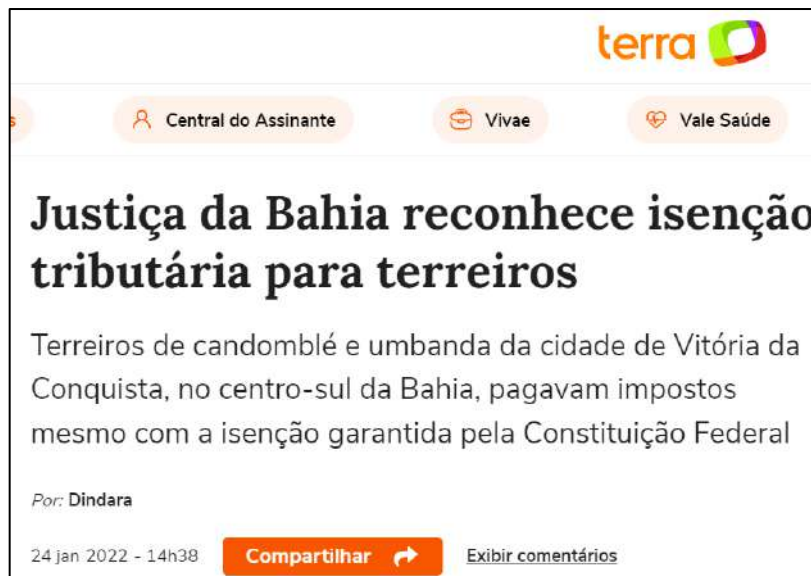 terra
s
Central do Assinante
Vivae
Vale Saúde
Justiça da Bahia reconhece isenção
tributária para terreiros
Terreiros de candomblé e umbanda da cidade de Vitória da
Conquista, no centro-sul da Bahia, pagavam impostos
mesmo com a isenção garantida pela Constituição Federal
Por: Dindara
24 jan 2022 - 14h38
Compartilhar
Exibir comentários